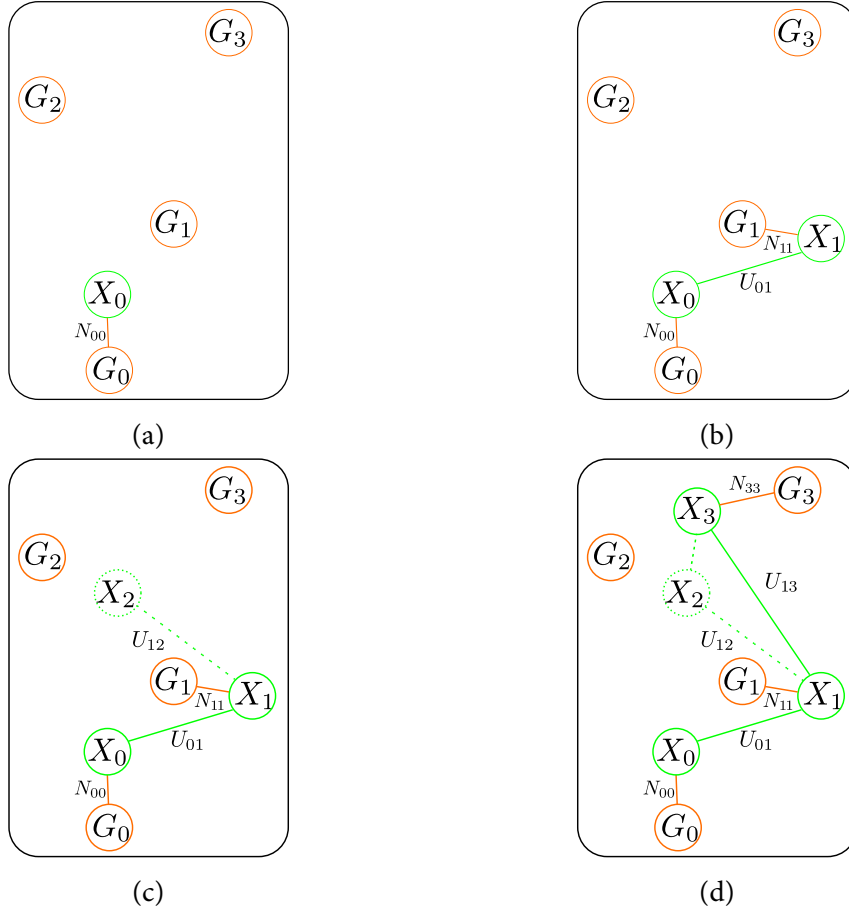 G₃ G₃
G₂ G₂
G₁ G₁ N₁₁ X₁
X₀ X₀ U₀₁
N₀₀ N₀₀
G₀ G₀
(a) (b)
G₃ X₃ N₃₃ G₃
G₂ G₂
X₂ X₂ U₁₃
U₁₂ U₁₂
G₁ N₁₁ X₁ G₁ N₁₁ X₁
X₀ U₀₁ X₀ U₀₁
N₀₀ N₀₀
G₀ G₀
(c) (d)